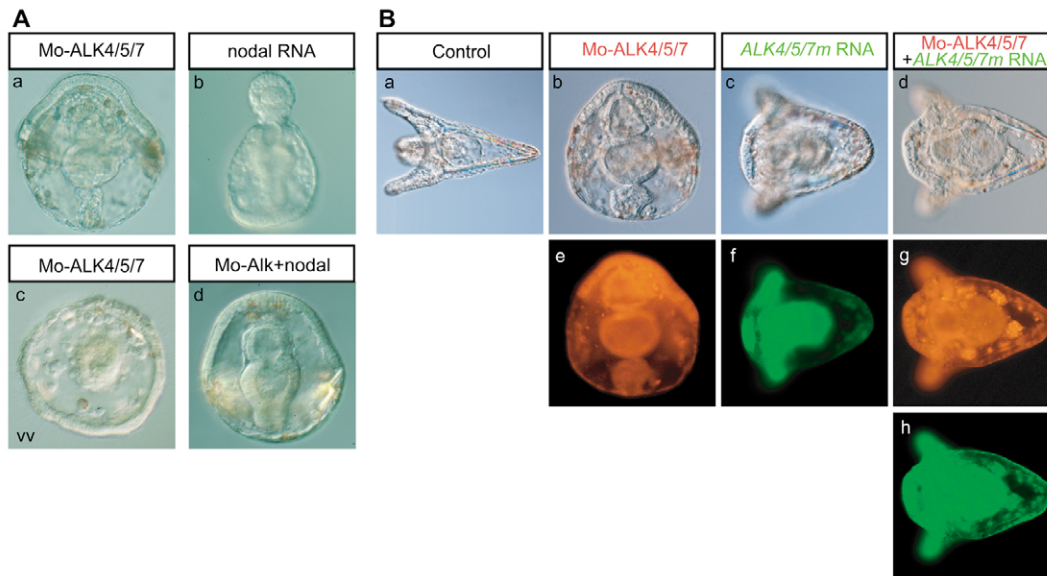 A
Mo-ALK4/5/7
a
nodal RNA
b
Mo-ALK4/5/7
c
vv
Mo-Alk+nodal
d
B
Control
a
Mo-ALK4/5/7
b
ALK4/5/7m RNA
c
Mo-ALK4/5/7
+ALK4/5/7m RNA
d
e
f
g
h